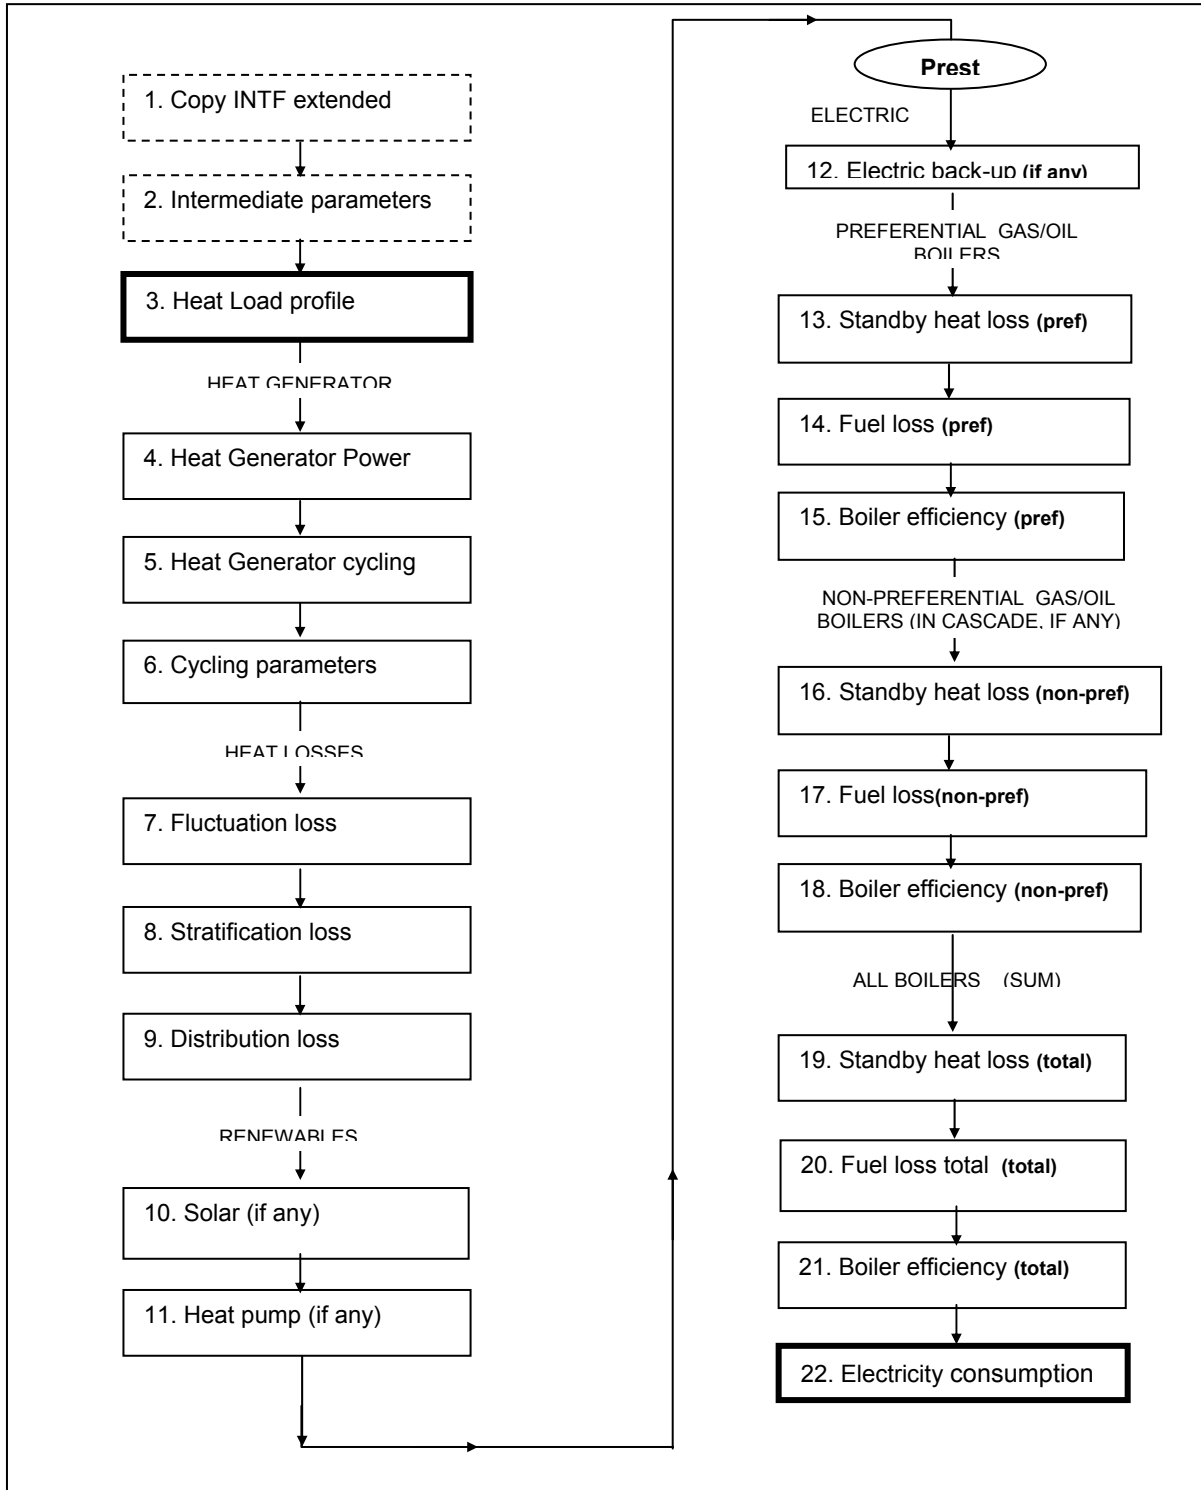 1. Copy INTF extended
2. Intermediate parameters
3. Heat Load profile
HEAT GENERATOR
4. Heat Generator Power
5. Heat Generator cycling
6. Cycling parameters
HEAT LOSSES
7. Fluctuation loss
8. Stratification loss
9. Distribution loss
RENEWABLES
10. Solar (if any)
11. Heat pump (if any)
Prest
ELECTRIC
12. Electric back-up (if any)
PREFERENTIAL GAS/OIL
BOILERS
13. Standby heat loss (pref)
14. Fuel loss (pref)
15. Boiler efficiency (pref)
NON-PREFERENTIAL GAS/OIL
BOILERS (IN CASCADE, IF ANY)
16. Standby heat loss (non-pref)
17. Fuel loss(non-pref)
18. Boiler efficiency (non-pref)
ALL BOILERS (SUM)
19. Standby heat loss (total)
20. Fuel loss total (total)
21. Boiler efficiency (total)
22. Electricity consumption